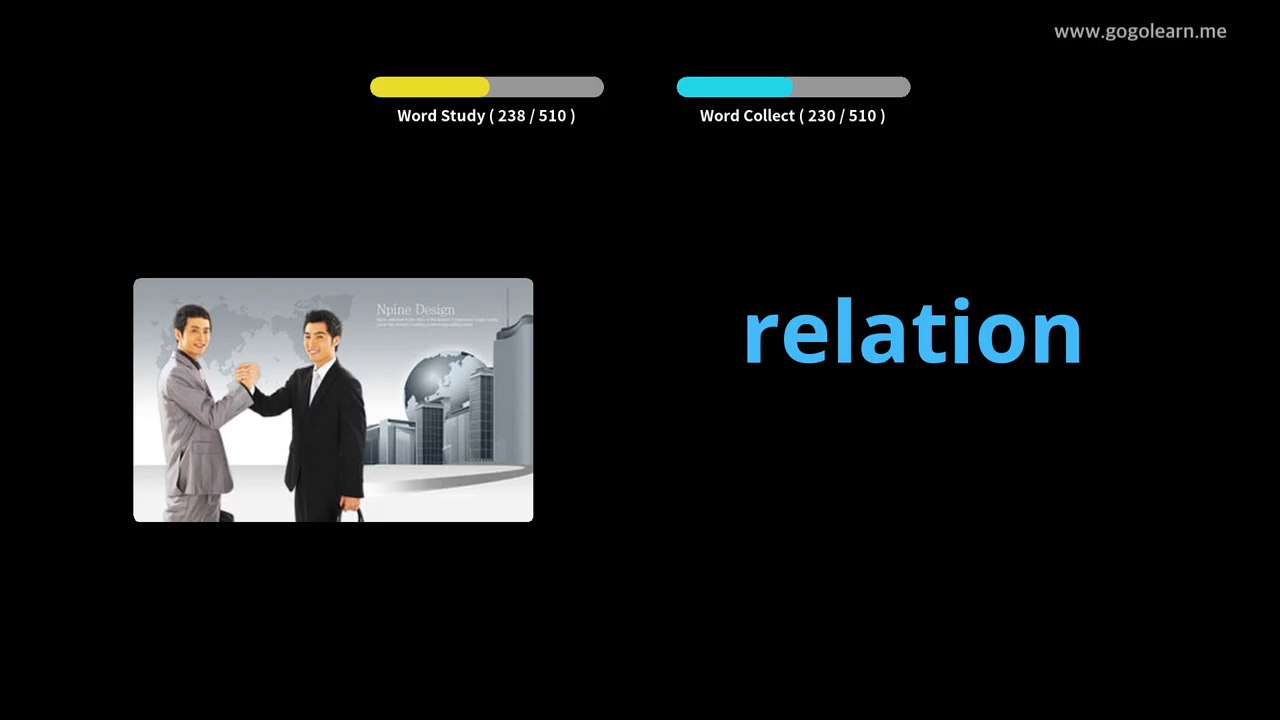 www.gogolearn.me
Word Study ( 238 / 510 )
Word Collect ( 230 / 510 )
Npine Design
relation